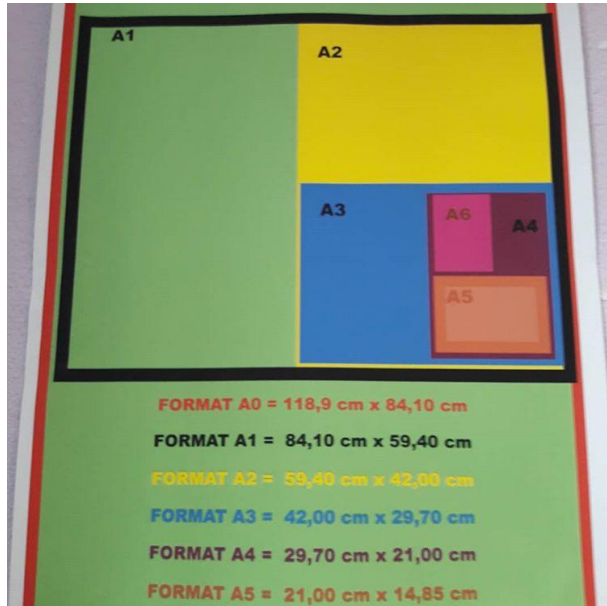 A1
A2
A3
A6
A4
A5
FORMAT A0 = 118,9 cm x 84,10 cm
FORMAT A1 = 84,10 cm x 59,40 cm
FORMAT A2 = 59,40 cm x 42,00 cm
FORMAT A3 = 42,00 cm x 29,70 cm
FORMAT A4 = 29,70 cm x 21,00 cm
FORMAT A5 = 21,00 cm x 14,85 cm